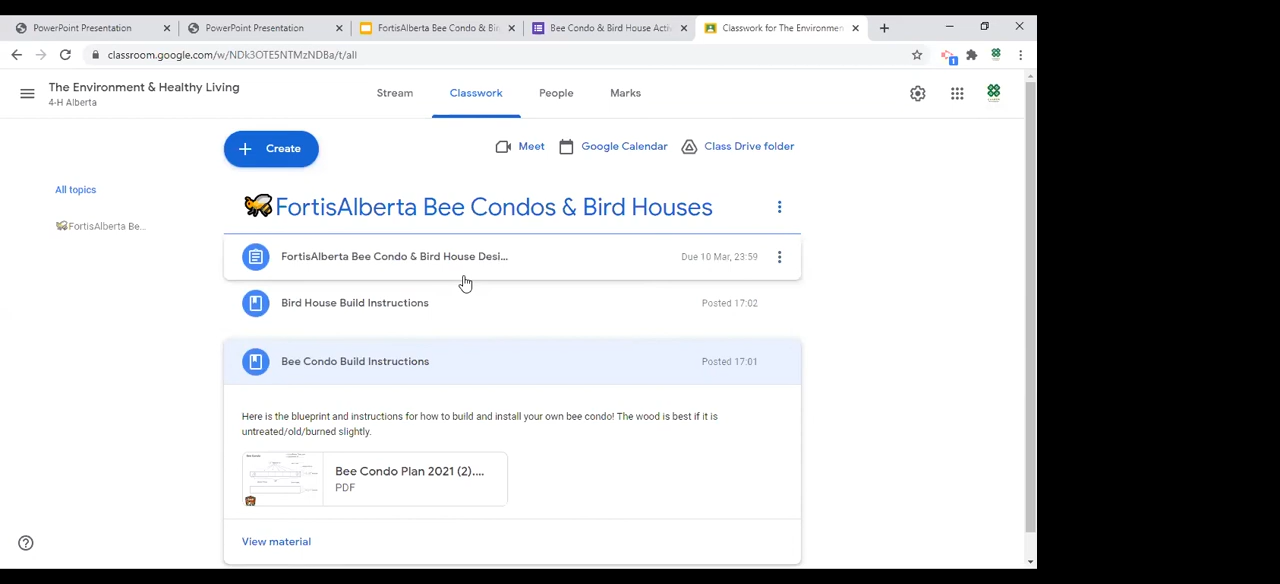 PowerPoint Presentation
PowerPoint Presentation
FortisAlberta Bee Condo & Bir
Bee Condo & Bird House Activ
Classwork for The Environmen
classroom.google.com/w/NDk3OTE5NTMzNDBa/t/all
1
The Environment & Healthy Living
4-H Alberta
Stream
Classwork
People
Marks
Create
Meet
Google Calendar
Class Drive folder
All topics
FortisAlberta Be...
FortisAlberta Bee Condos & Bird Houses
FortisAlberta Bee Condo & Bird House Desi...
Due 10 Mar, 23:59
Bird House Build Instructions
Posted 17:02
Bee Condo Build Instructions
Posted 17:01
Here is the blueprint and instructions for how to build and install your own bee condo! The wood is best if it is
untreated/old/burned slightly.
Bee Condo Plan 2021 (2)....
PDF
View material